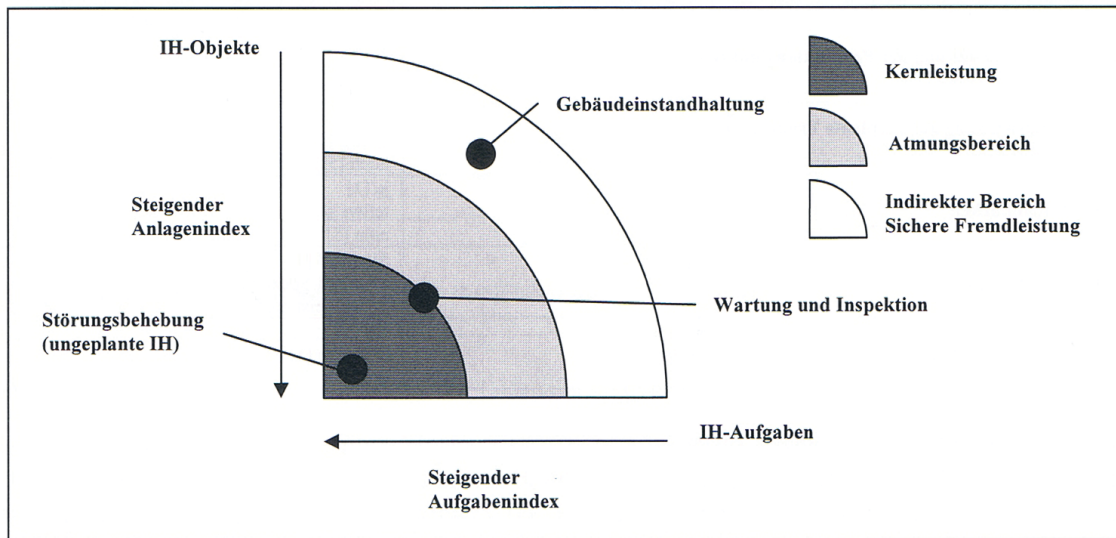 IH-Objekte
Gebäudeinstandhaltung
Kernleistung
Atmungsbereich
Indirekter Bereich
Sichere Fremdleistung
Steigender
Anlagenindex
Störungsbehebung
(ungeplante IH)
Wartung und Inspektion
IH-Aufgaben
Steigender
Aufgabenindex